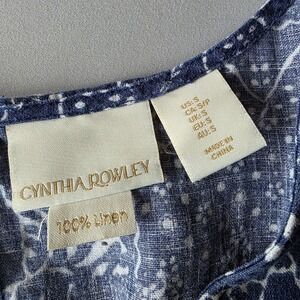 CYNTHIA ROWLEY
100% Linen
US:S
CA:S/P
UK:S
EU:S
AU:S
MADE IN
CHINA